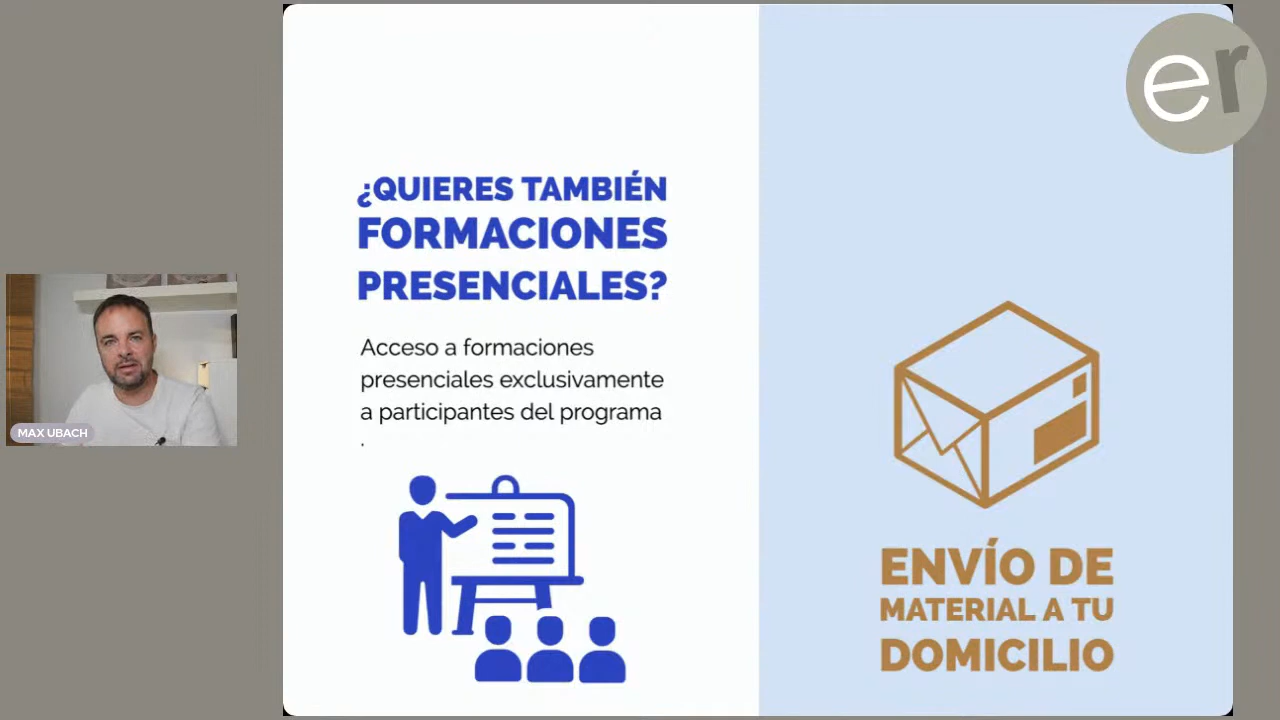 er
¿QUIERES TAMBIÉN
FORMACIONES
PRESENCIALES?
Acceso a formaciones
presenciales exclusivamente
a participantes del programa
.
MAX UBACH
ENVÍO DE
MATERIAL A TU
DOMICILIO